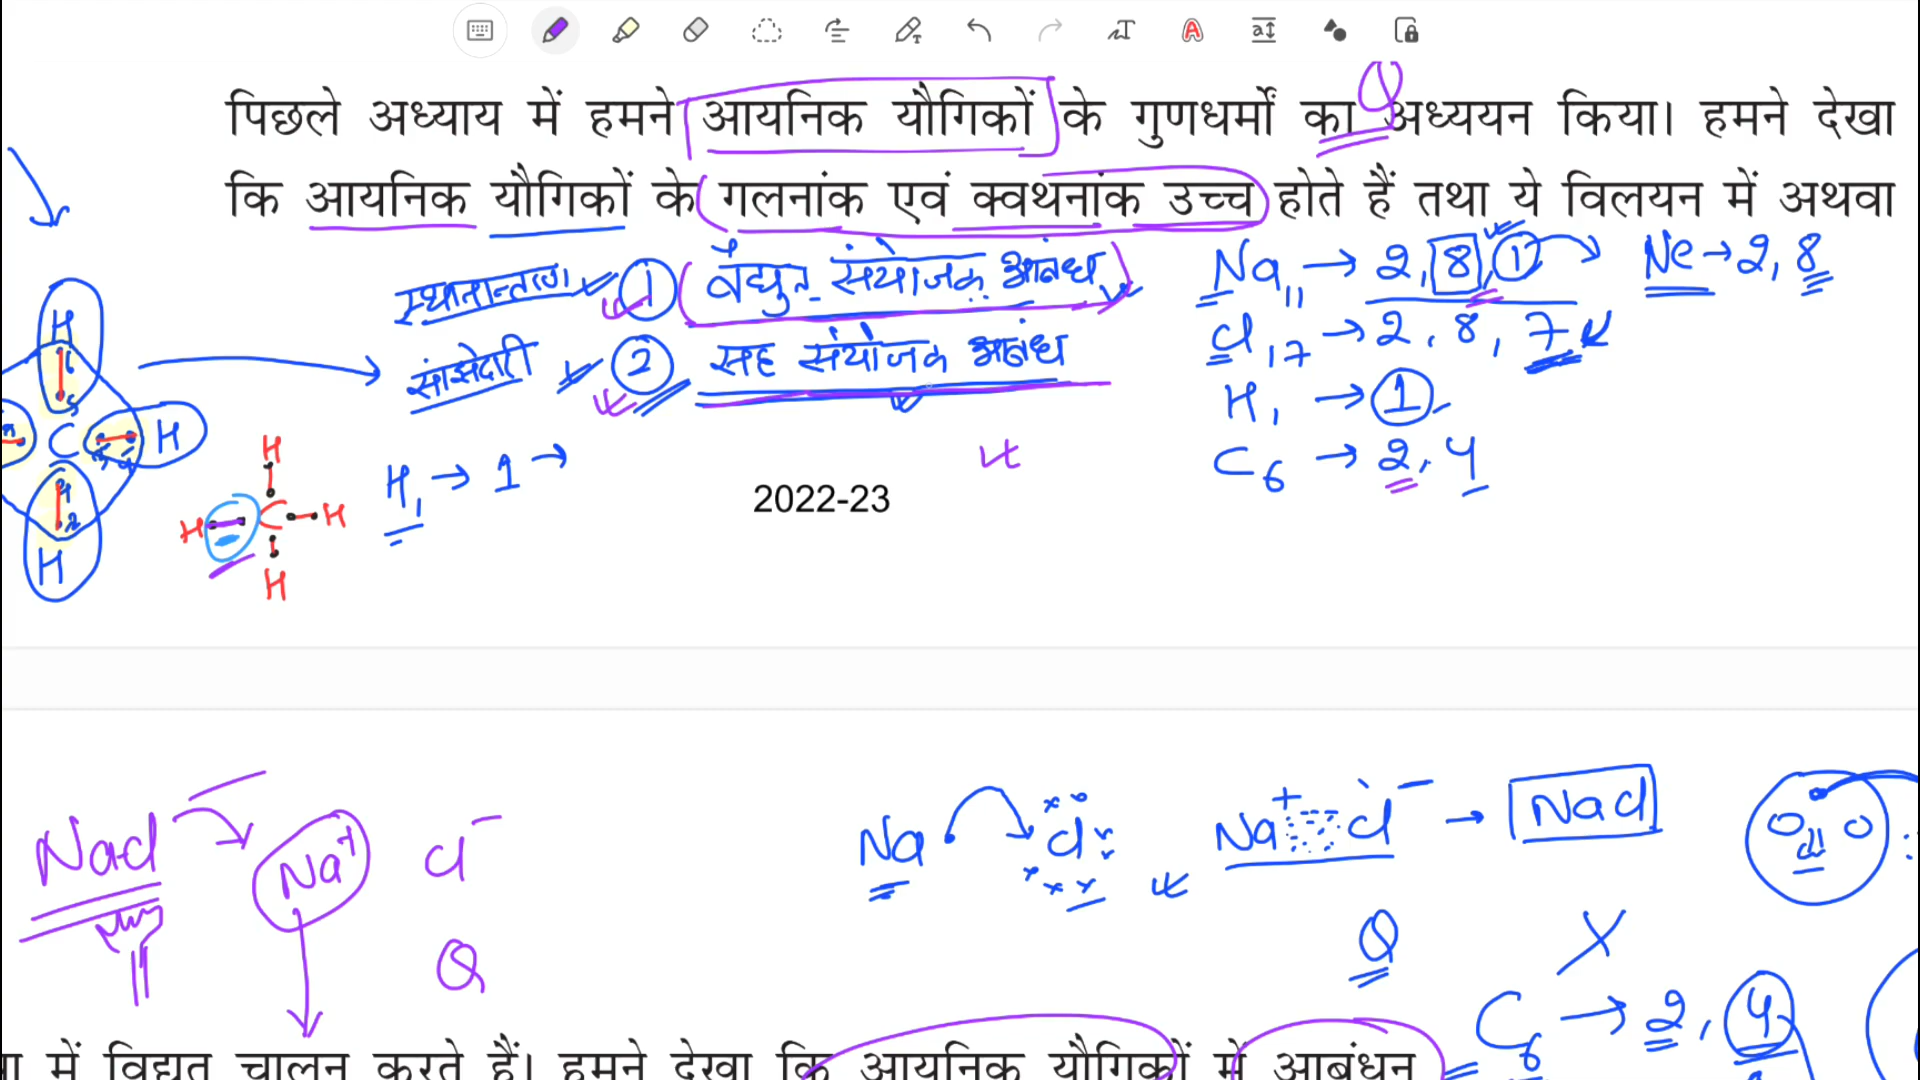 पिछले अध्याय में हमने आयनिक यौगिकों के गुणधर्मों का अध्ययन किया। हमने देखा
कि आयनिक यौगिकों के गलनांक एवं क्वथनांक उच्च होते हैं तथा ये विलयन में अथवा
स्थानान्तरण 1 वैद्युत संयोजक आबंध
Na11 → 2, 8, 1 → Ne → 2, 8
सांझेदारी 2 सह संयोजक आबंध
Cl17 → 2, 8, 7
H1 → 1
C6 → 2, 4
H
H C H
H
H
H C H
H
H1 → 1 →
2022-23
NaCl → Na+ Cl-
Na Cl
Na+ Cl- → NaCl
Cl
Q
Q
X
C6 → 2, 4
में विद्युत चालन करते हैं। हमने देखा कि आयनिक यौगिकों में आबंधन